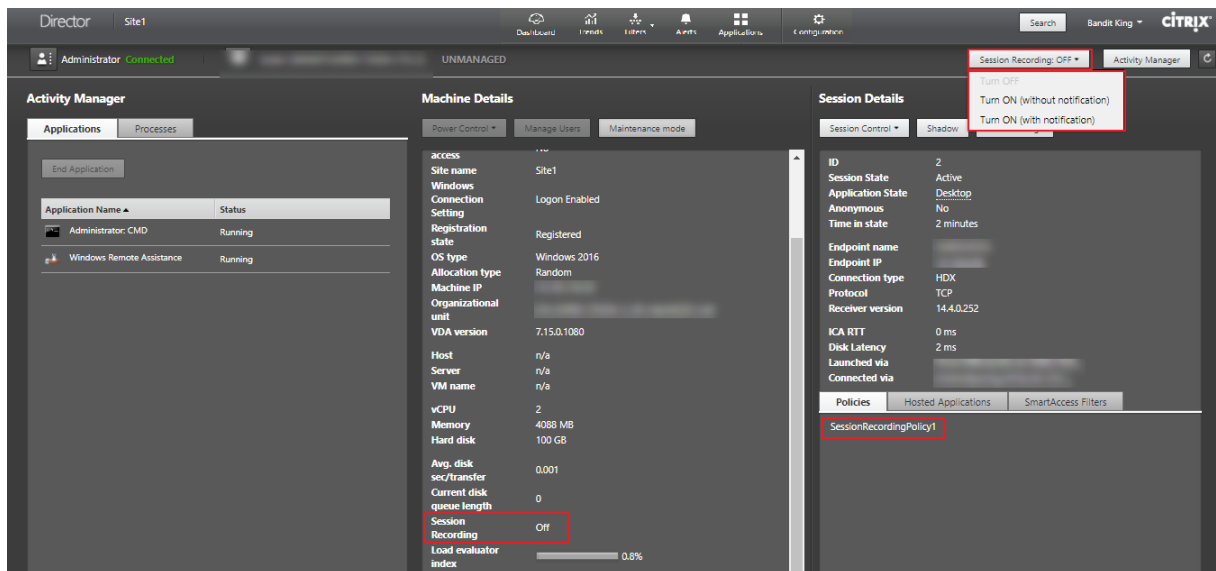 Director Site1 Dashboard Trends Filters Alerts Applications Configuration Search Bandit King CİTRIX
Administrator Connected UNMANAGED Session Recording: OFF Activity Manager
Turn OFF
Turn ON (without notification)
Turn ON (with notification)
Activity Manager
Applications Processes
End Application
Application Name Status
Administrator: CMD Running
Windows Remote Assistance Running
Machine Details
Power Control Manage Users Maintenance mode
access No
Site name Site1
Windows
Connection Logon Enabled
Setting
Registration
state Registered
OS type Windows 2016
Allocation type Random
Machine IP
Organizational
unit
VDA version 7.15.0.1080
Host n/a
Server n/a
VM name n/a
vCPU 2
Memory 4088 MB
Hard disk 100 GB
Avg. disk
sec/transfer 0.001
Current disk
queue length 0
Session
Recording Off
Load evaluator
index 0.8%
Session Details
Session Control Shadow
ID 2
Session State Active
Application State Desktop
Anonymous No
Time in state 2 minutes
Endpoint name
Endpoint IP
Connection type HDX
Protocol TCP
Receiver version 14.4.0.252
ICA RTT 0 ms
Disk Latency 2 ms
Launched via
Connected via
Policies Hosted Applications SmartAccess Filters
SessionRecordingPolicy1